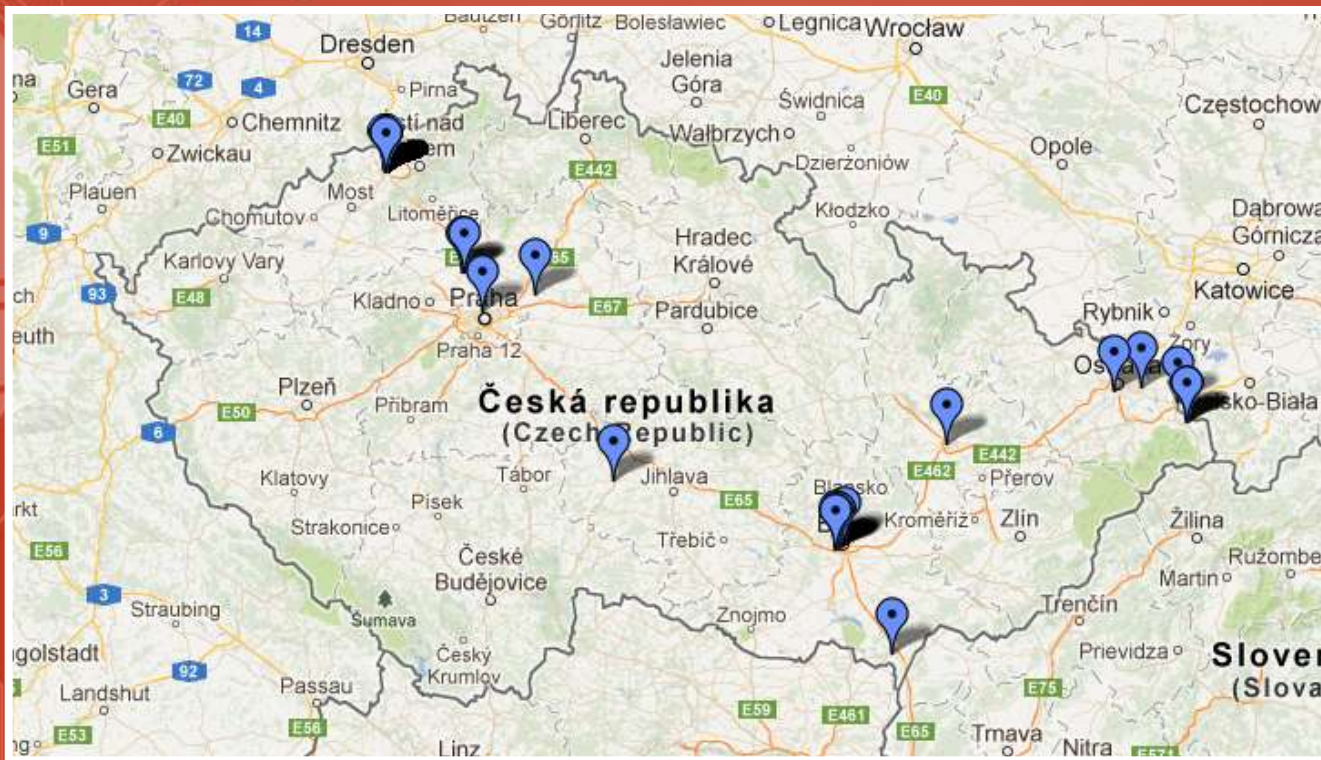 Bautzen
Görlitz
Bolesławiec
Legnica
Wrocław
14
Dresden
Jelenia
Góra
72
4
Pirna
Gera
E40
Chemnitz
Liberec
Świdnica
E40
Wałbrzych
E51
Zwickau
E442
Dzierżoniów
Opole
Plauen
Most
Chomutov
Litoměřice
Kłodzko
9
Karlovy Vary
Hradec
Králové
Katowice
93
E48
Kladno
Praha
E67
Pardubice
Rybnik
Żory
Praha 12
Plzeň
Česká republika
(Czech Republic)
E50
Příbram
6
E442
E462
Klatovy
Tábor
Jihlava
E65
Blansko
Přerov
Písek
Strakonice
Kroměříž
Zlín
Žilina
E56
Třebíč
České
Budějovice
Martin
3
Straubing
Šumava
Znojmo
Trenčín
Český
Krumlov
Prievidza
92
Landshut
Passau
E75
E59
E461
E53
E56
E65
Linz
Trnava
Nitra